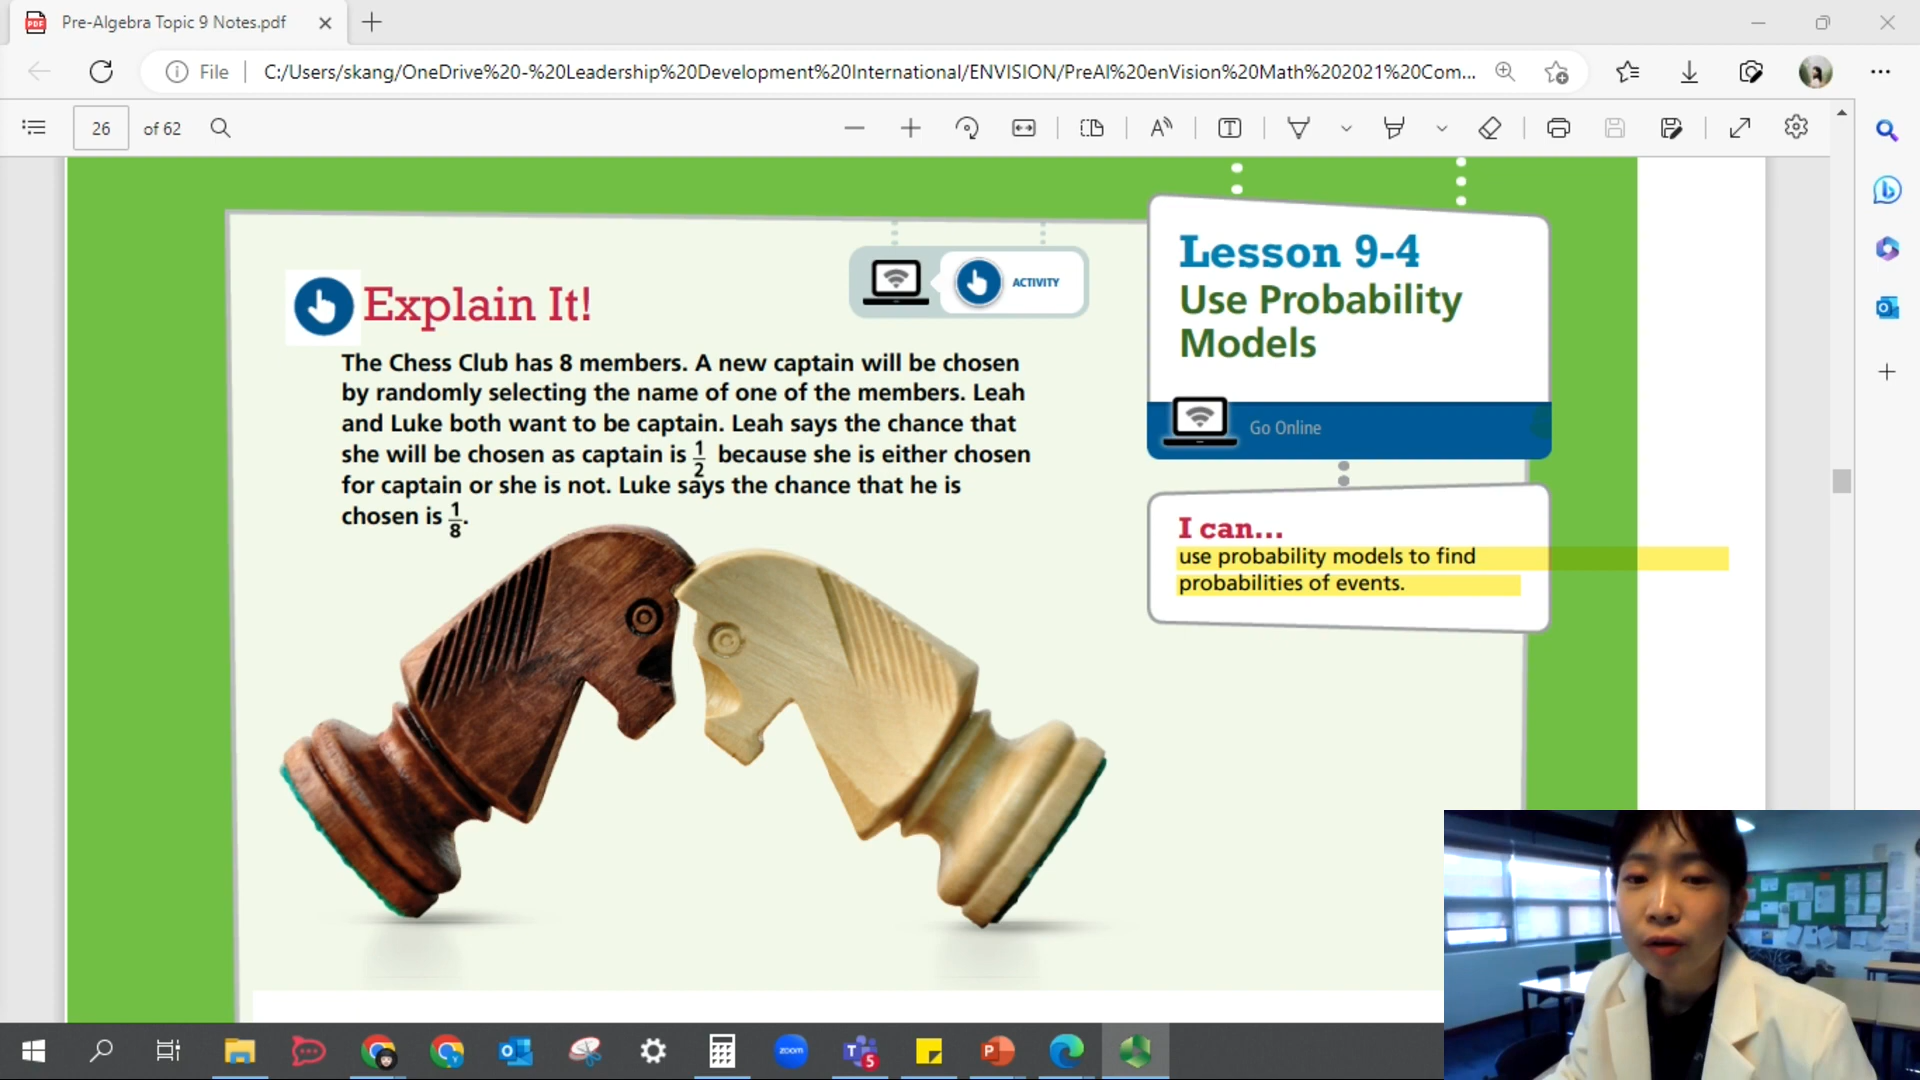 Pre-Algebra Topic 9 Notes.pdf
File
C:/Users/skang/OneDrive%20-%20Leadership%20Development%20International/ENVISION/PreAl%20enVision%20Math%202021%20Com...
26
of 62
Explain It!
ACTIVITY
The Chess Club has 8 members. A new captain will be chosen
by randomly selecting the name of one of the members. Leah
and Luke both want to be captain. Leah says the chance that
she will be chosen as captain is 1/2 because she is either chosen
for captain or she is not. Luke says the chance that he is
chosen is 1/8.
Lesson 9-4
Use Probability
Models
Go Online
I can...
use probability models to find
probabilities of events.
zoom
5